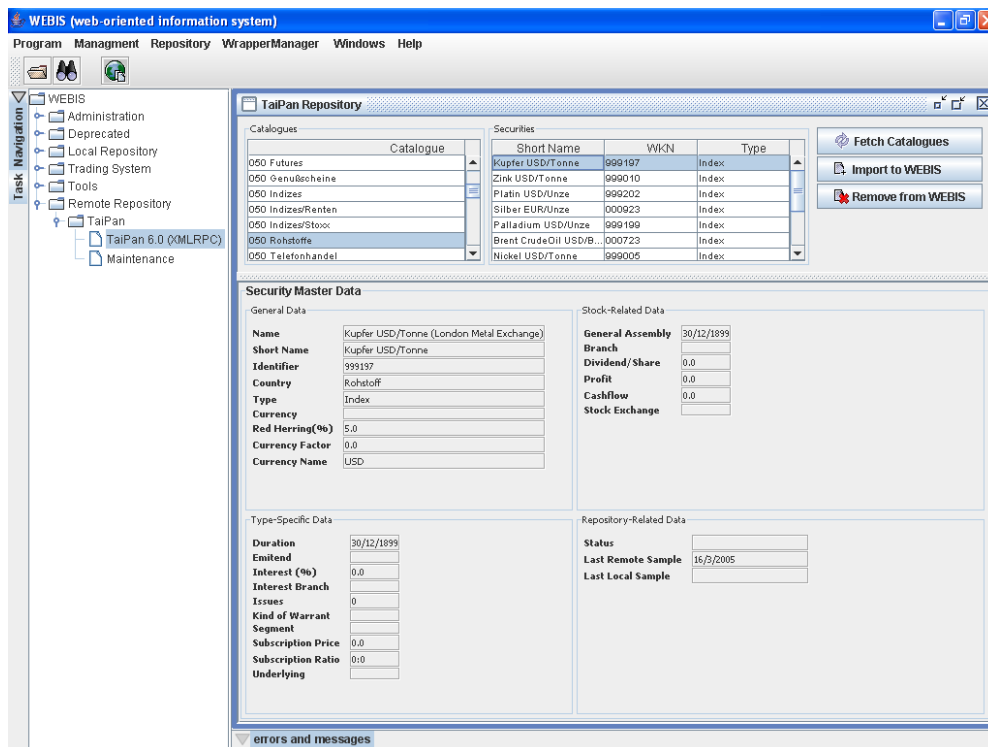 WEBIS (web-oriented information system)
Program Managment Repository WrapperManager Windows Help
Task Navigation
WEBIS
Administration
Deprecated
Local Repository
Trading System
Tools
Remote Repository
TaiPan
TaiPan 6.0 (XMLRPC)
Maintenance
TaiPan Repository
Catalogues
Catalogue
050 Futures
050 Genußscheine
050 Indizes
050 Indizes/Renten
050 Indizes/Stoxx
050 Rohstoffe
050 Telefonhandel
Securities
Short Name WKN Type
Kupfer USD/Tonne 999197 Index
Zink USD/Tonne 999010 Index
Platin USD/Unze 999202 Index
Silber EUR/Unze 000923 Index
Palladium USD/Unze 999199 Index
Brent CrudeOil USD/B... 000723 Index
Nickel USD/Tonne 999005 Index
Fetch Catalogues
Import to WEBIS
Remove from WEBIS
Security Master Data
General Data
Name Kupfer USD/Tonne (London Metal Exchange)
Short Name Kupfer USD/Tonne
Identifier 999197
Country Rohstoff
Type Index
Currency
Red Herring(%) 5.0
Currency Factor 0.0
Currency Name USD
Stock-Related Data
General Assembly 30/12/1899
Branch
Dividend/Share 0.0
Profit 0.0
Cashflow 0.0
Stock Exchange
Type-Specific Data
Duration 30/12/1899
Emitend
Interest (%) 0.0
Interest Branch
Issues 0
Kind of Warrant
Segment
Subscription Price 0.0
Subscription Ratio 0:0
Underlying
Repository-Related Data
Status
Last Remote Sample 16/3/2005
Last Local Sample
errors and messages